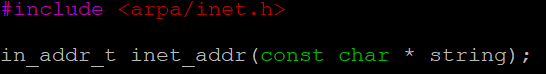 #include <arpa/inet.h>
in_addr_t inet_addr(const char * string);